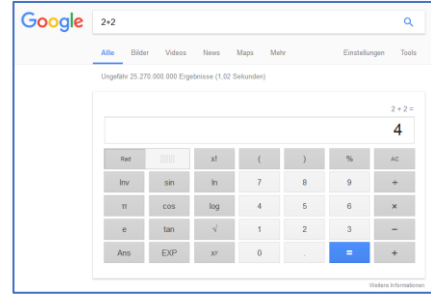 Google 2+2
Alle Bilder Videos News Maps Mehr Einstellungen Tools
Ungefähr 25.270.000.000 Ergebnisse (1,02 Sekunden)
2 + 2 =
4
Rad x! ( ) % AC
Inv sin ln 7 8 9 ÷
π cos log 4 5 6 ×
e tan √ 1 2 3 −
Ans EXP xʸ 0 . = +
Weitere Informationen